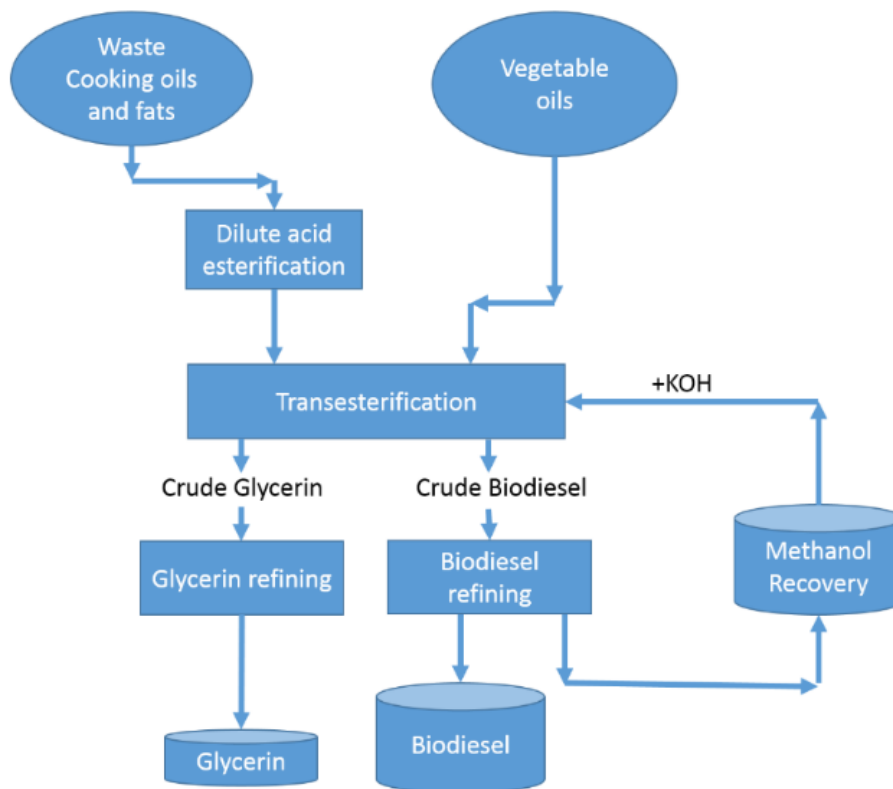 Waste
Cooking oils
and fats
Vegetable
oils
Dilute acid
esterification
Transesterification
+KOH
Crude Glycerin
Crude Biodiesel
Glycerin refining
Biodiesel
refining
Methanol
Recovery
Glycerin
Biodiesel